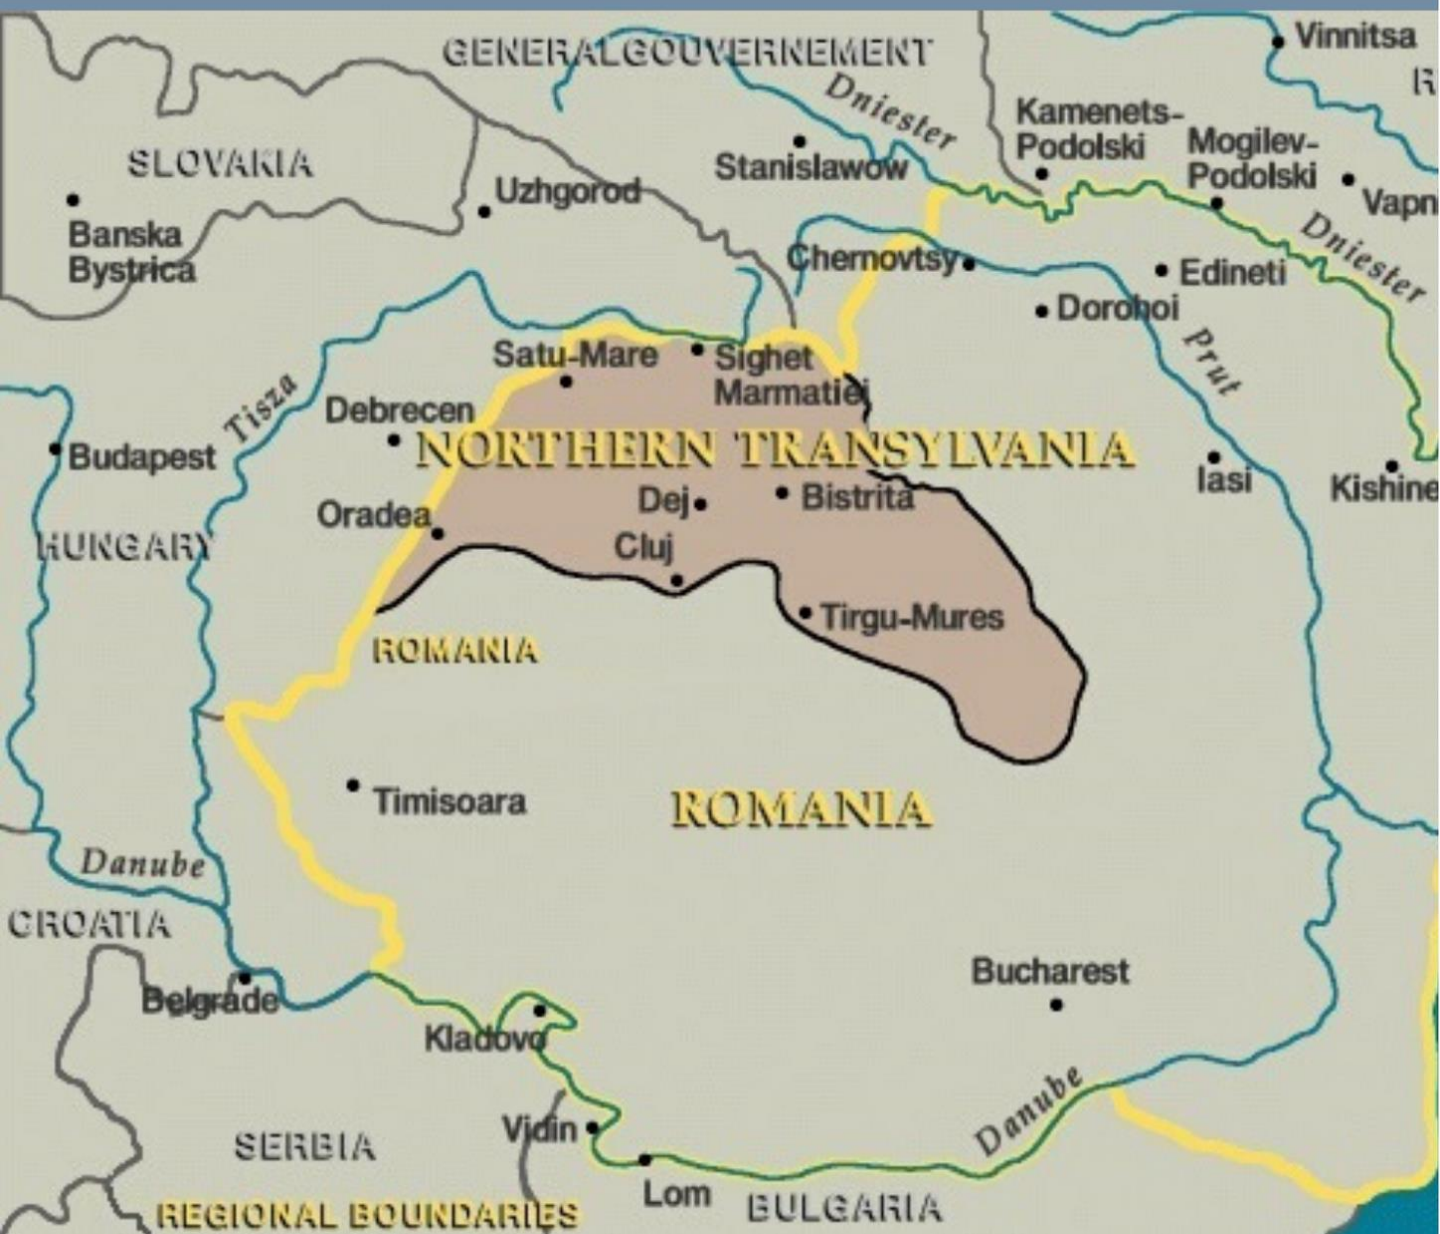 GENERALGOUVERNEMENT
Vinnitsa
R
Dniester
Kamenets-
Podolski
Mogilev-
Podolski
SLOVAKIA
Stanislawow
Uzhgorod
Vapn
Banska
Bystrica
Dniester
Chernovtsy
Edineti
Dorohoi
Satu-Mare
Sighet
Marmatiei
Prut
Tisza
Debrecen
NORTHERN TRANSYLVANIA
Budapest
Iasi
Kishine
Dej
Bistrita
Oradea
HUNGARY
Cluj
Tirgu-Mures
ROMANIA
Timisoara
ROMANIA
Danube
CROATIA
Belgrade
Bucharest
Kladovo
Danube
Vidin
SERBIA
Lom
BULGARIA
REGIONAL BOUNDARIES